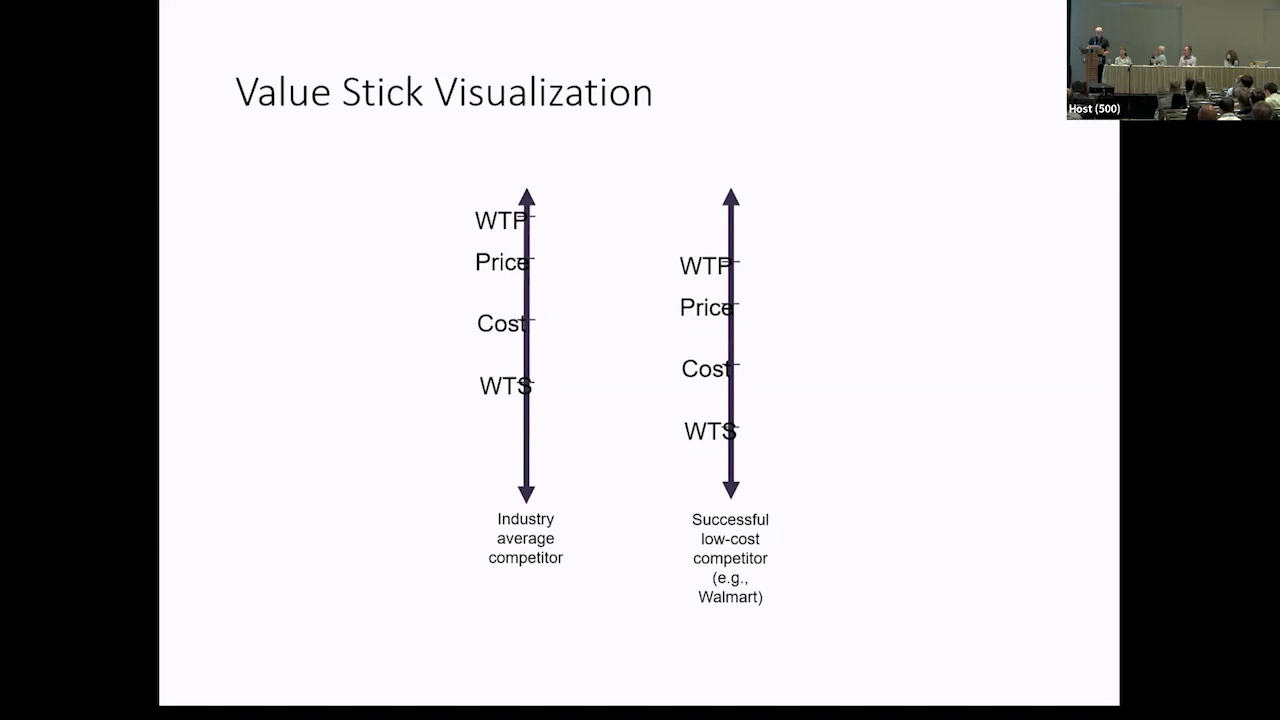 Value Stick Visualization
WTP
Price
Cost
WTS
Industry
average
competitor
WTP
Price
Cost
WTS
Successful
low-cost
competitor
(e.g.,
Walmart)
Host (500)